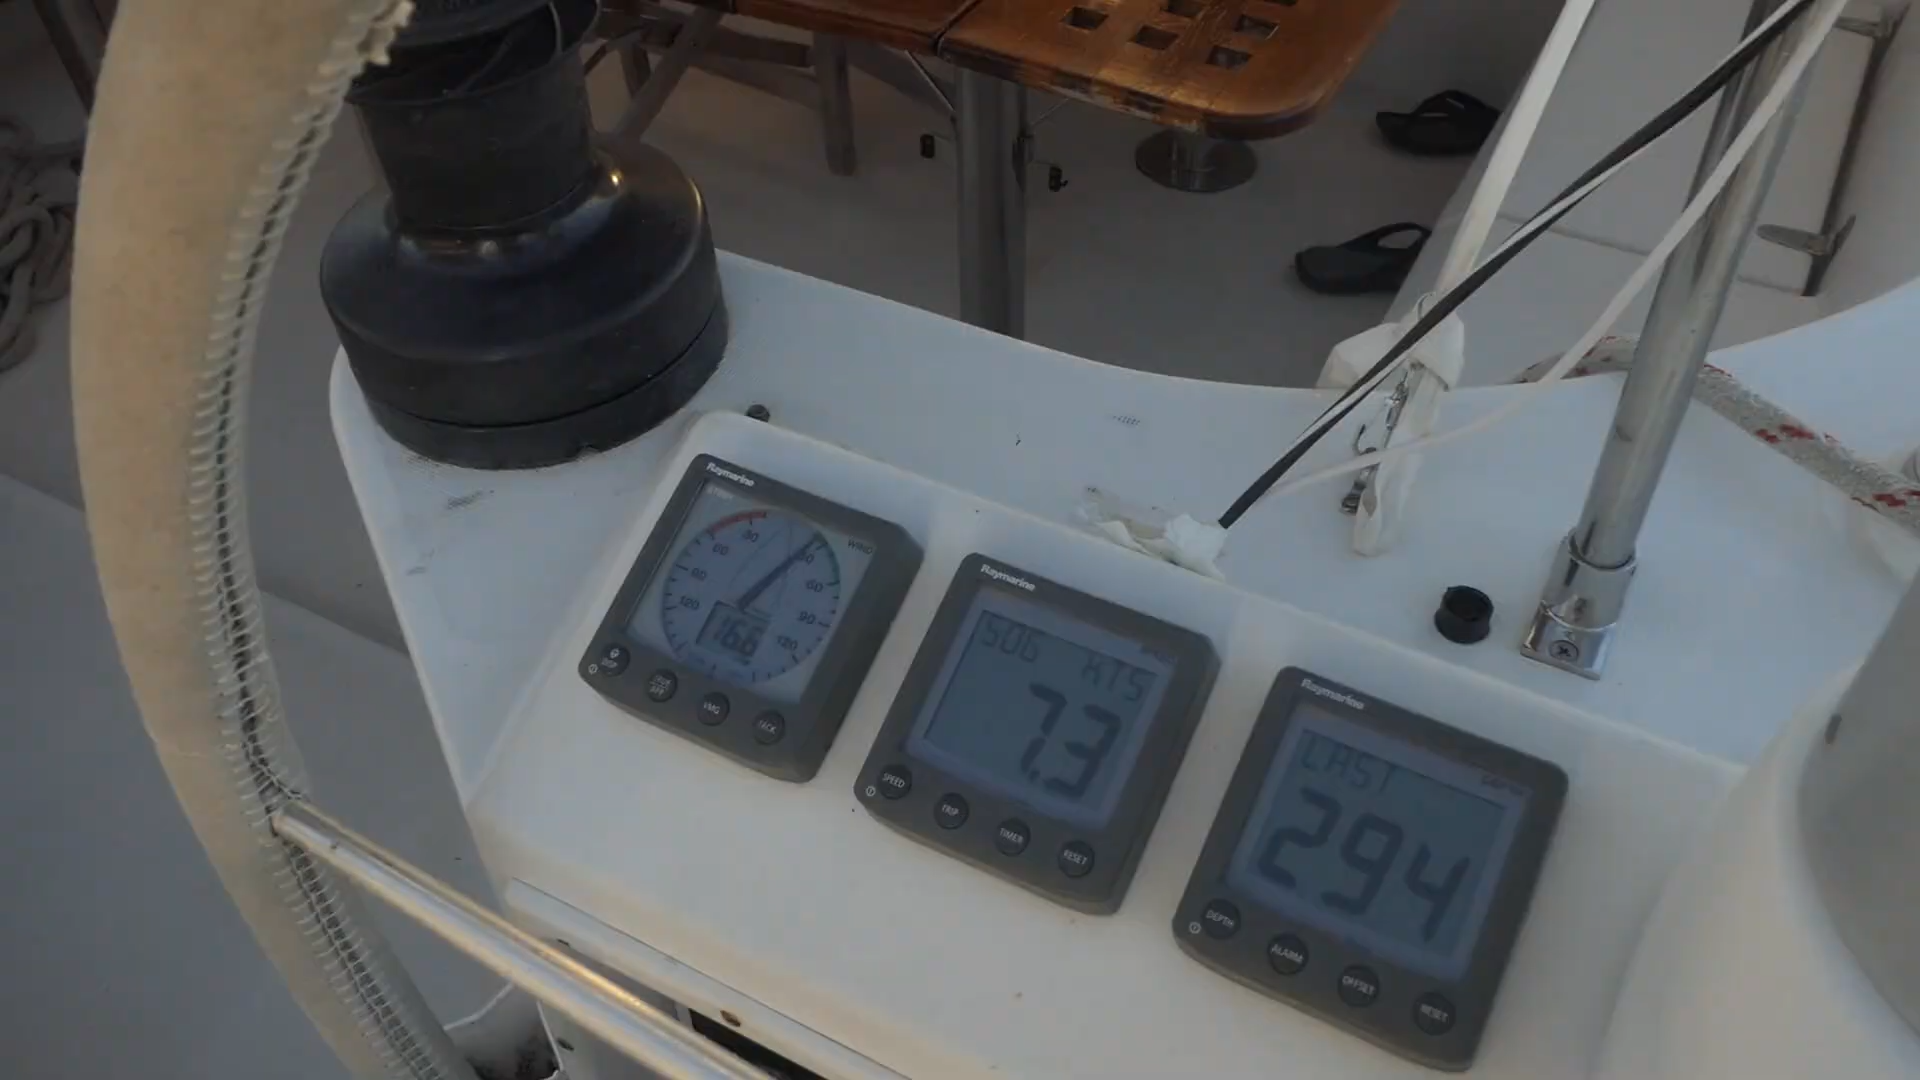 Raymarine
WIND
60
30
30
60
90
90
120
120
16.6
DISP
TRUE
APP
VMG
TACK
Raymarine
SOG KTS
7.3
SPEED
TRIP
TIMER
RESET
Raymarine
LAST
294
DEPTH
ALARM
OFFSET
RESET